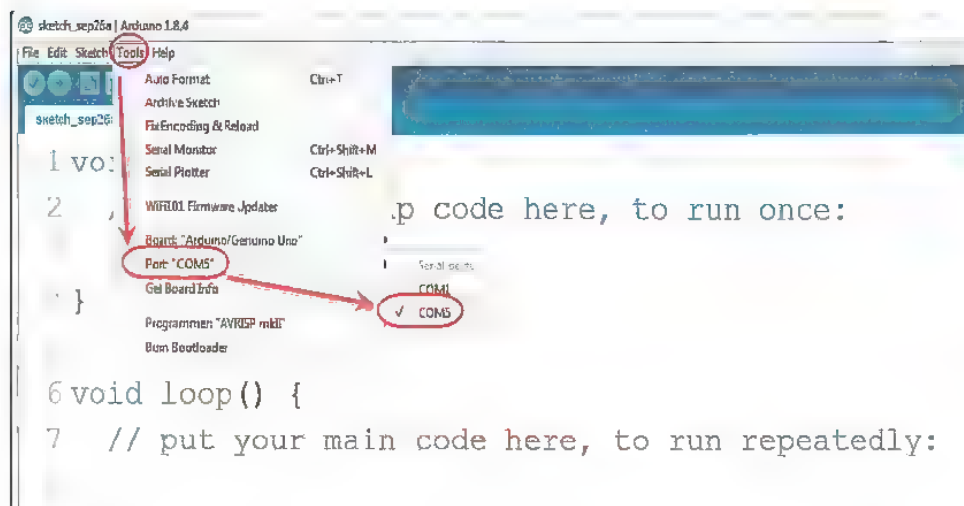 sketch_sep26a | Arduino 1.8.4
File Edit Sketch Tools Help
sketch_sep26
Auto Format Ctrl+T
Archive Sketch
Fix Encoding & Reload
Serial Monitor Ctrl+Shift+M
Serial Plotter Ctrl+Shift+L
WiFi101 Firmware Updater
Board: "Arduino/Genuino Uno"
Port: "COM5"
Get Board Info
Programmer: "AVRISP mkII"
Burn Bootloader
Serial ports
COM1
✓ COM5
1 vo
2 / p code here, to run once:
}
6 void loop() {
7 // put your main code here, to run repeatedly: